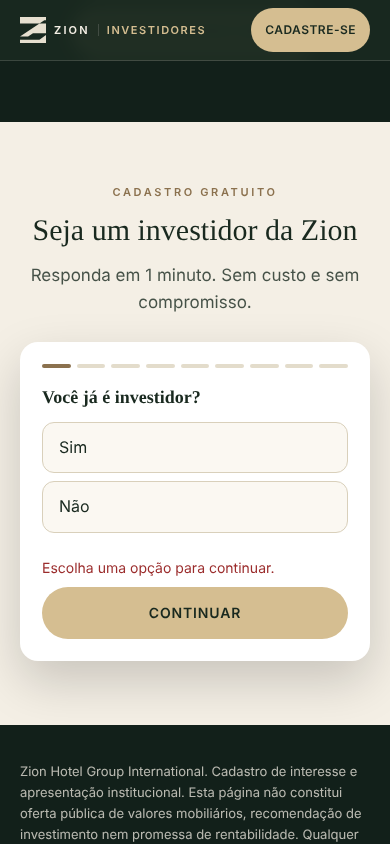 ZION | INVESTIDORES
CADASTRE-SE
CADASTRO GRATUITO
Seja um investidor da Zion
Responda em 1 minuto. Sem custo e sem
compromisso.
Você já é investidor?
Sim
Não
Escolha uma opção para continuar.
CONTINUAR
Zion Hotel Group International. Cadastro de interesse e
apresentação institucional. Esta página não constitui
oferta pública de valores mobiliários, recomendação de
investimento nem promessa de rentabilidade. Qualquer